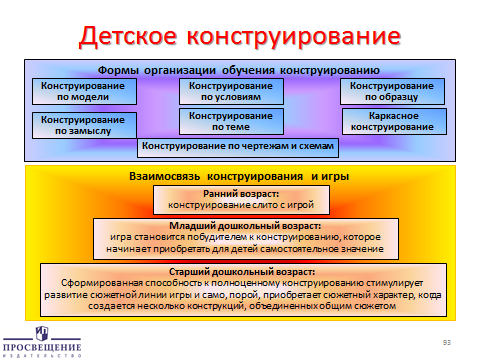 Детское конструирование
Формы организации обучения конструированию
Конструирование
по модели
Конструирование
по условиям
Конструирование
по образцу
Конструирование
по замыслу
Конструирование
по теме
Каркасное
конструирование
Конструирование по чертежам и схемам
Взаимосвязь конструирования и игры
Ранний возраст:
конструирование слито с игрой
Младший дошкольный возраст:
игра становится побудителем к конструированию, которое
начинает приобретать для детей самостоятельное значение
Старший дошкольный возраст:
Сформированная способность к полноценному конструированию стимулирует
развитие сюжетной линии игры и само, порой, приобретает сюжетный характер, когда
создается несколько конструкций, объединенных общим сюжетом
ПРОСВЕЩЕНИЕ
ИЗДАТЕЛЬСТВО
93